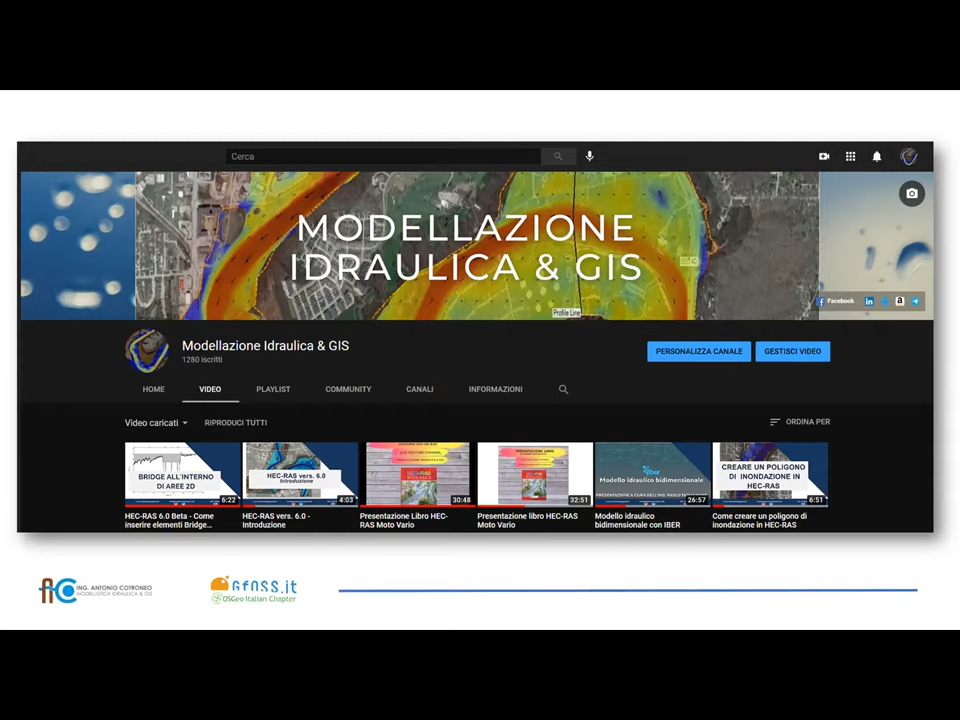 Cerca
MODELLAZIONE
IDRAULICA & GIS
Profile Line
Facebook
Modellazione Idraulica & GIS
1280 iscritti
PERSONALIZZA CANALE
GESTISCI VIDEO
HOME
VIDEO
PLAYLIST
COMMUNITY
CANALI
INFORMAZIONI
Video caricati
RIPRODUCI TUTTI
ORDINA PER
BRIDGE ALL'INTERNO
DI AREE 2D
6:22
HEC-RAS vers. 6.0
Introduzione
4:03
HEC-RAS
30:48
PRESENTAZIONE LIBRO
32:51
iber
Modello idraulico bidimensionale
26:57
CREARE UN POLIGONO
DI INONDAZIONE IN
HEC-RAS
6:51
HEC-RAS 6.0 Beta - Come
inserire elementi Bridge...
HEC-RAS vers. 6.0 -
Introduzione
Presentazione Libro HEC-
RAS Moto Vario
Presentazione libro HEC-RAS
Moto Vario
Modello idraulico
bidimensionale con IBER
Come creare un poligono di
inondazione in HEC-RAS
ING. ANTONIO COTRONEO
MODELLISTICA IDRAULICA & GIS
GFOSS.it
OSGeo Italian Chapter